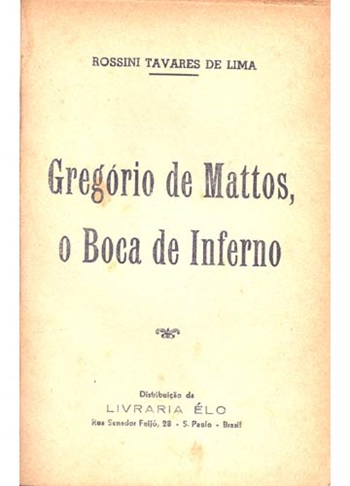 ROSSINI TAVARES DE LIMA
Gregório de Mattos,
o Boca de Inferno
Distribuição da
LIVRARIA ÉLO
Rua Senador Feijó, 28 - S. Paulo - Brasil